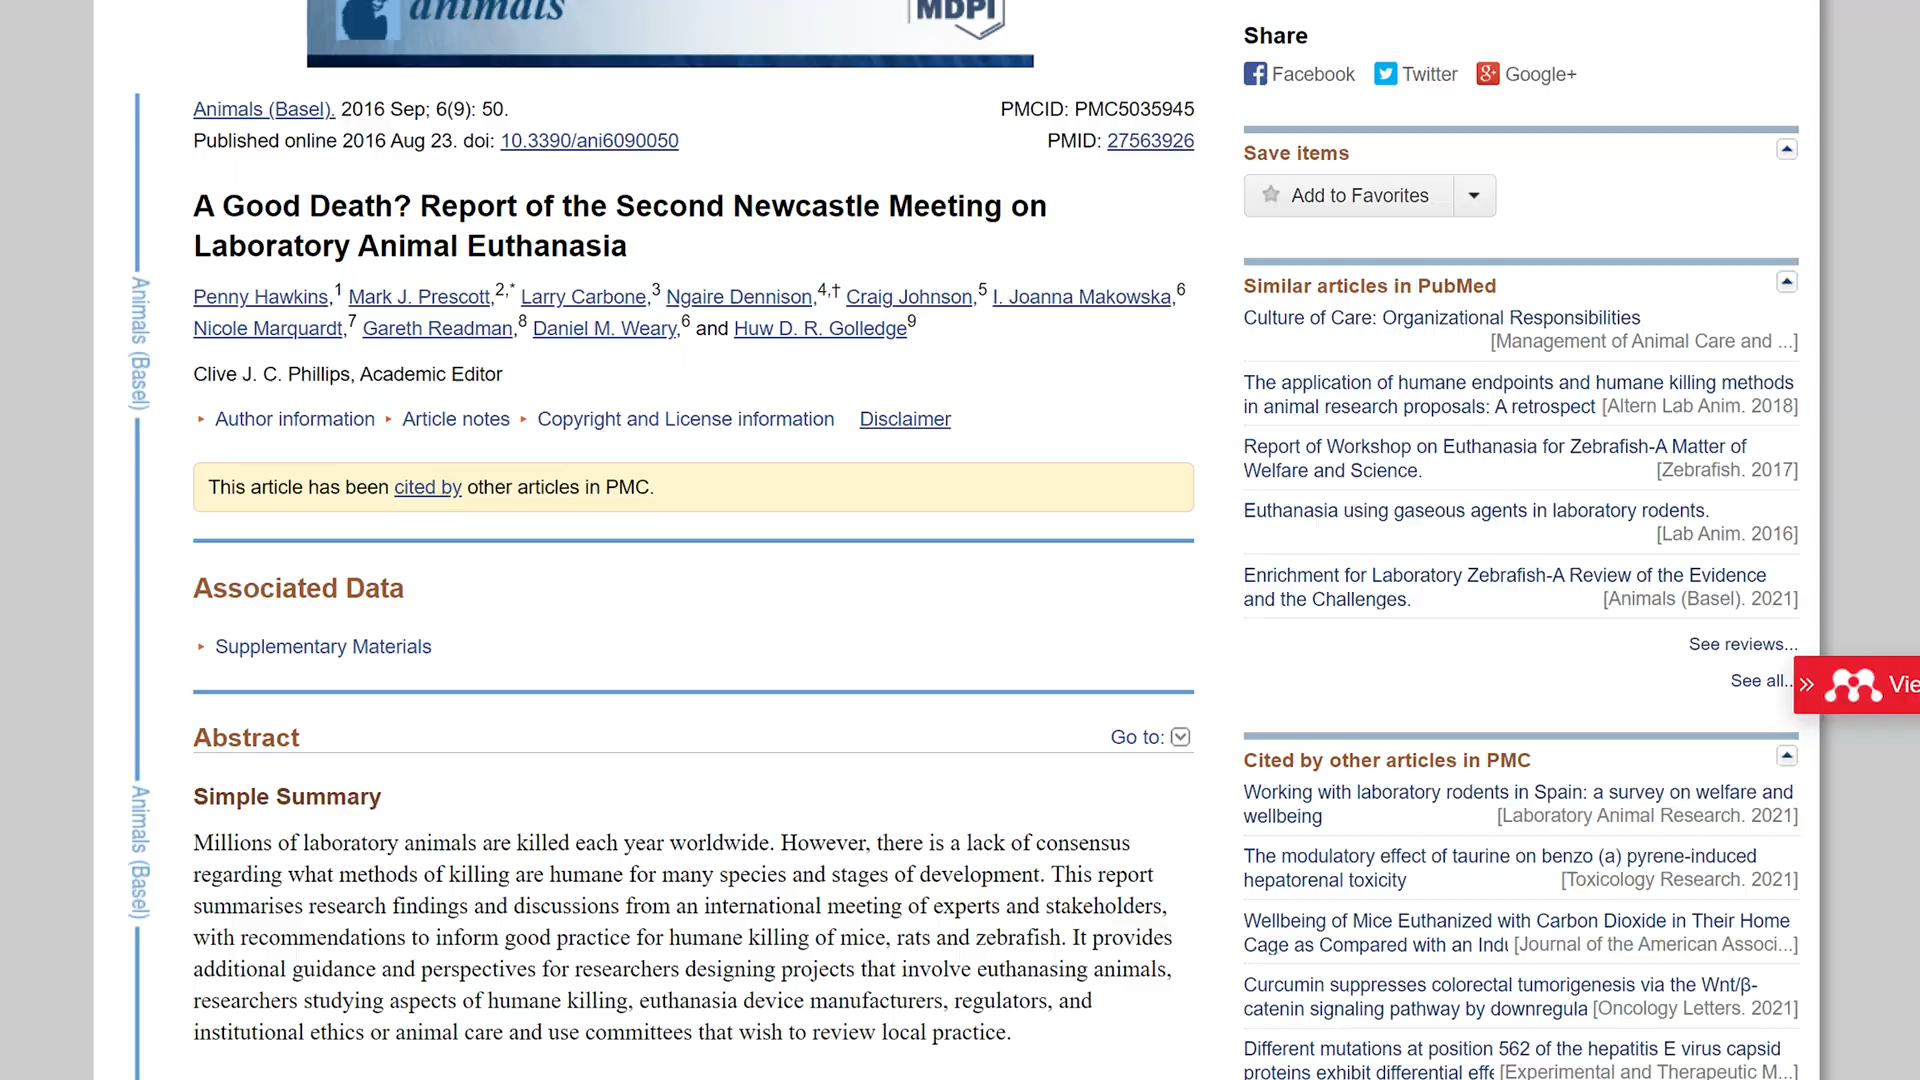 animals
MDPI
Animals (Basel). 2016 Sep; 6(9): 50.
PMCID: PMC5035945
Published online 2016 Aug 23. doi: 10.3390/ani6090050
PMID: 27563926
A Good Death? Report of the Second Newcastle Meeting on
Laboratory Animal Euthanasia
Penny Hawkins,1 Mark J. Prescott,2,* Larry Carbone,3 Ngaire Dennison,4,† Craig Johnson,5 I. Joanna Makowska,6
Nicole Marquardt,7 Gareth Readman,8 Daniel M. Weary,6 and Huw D. R. Golledge9
Clive J. C. Phillips, Academic Editor
Author information Article notes Copyright and License information Disclaimer
This article has been cited by other articles in PMC.
Associated Data
Supplementary Materials
Abstract
Go to:
Simple Summary
Millions of laboratory animals are killed each year worldwide. However, there is a lack of consensus
regarding what methods of killing are humane for many species and stages of development. This report
summarises research findings and discussions from an international meeting of experts and stakeholders,
with recommendations to inform good practice for humane killing of mice, rats and zebrafish. It provides
additional guidance and perspectives for researchers designing projects that involve euthanasing animals,
researchers studying aspects of humane killing, euthanasia device manufacturers, regulators, and
institutional ethics or animal care and use committees that wish to review local practice.
Animals (Basel)
Animals (Basel)
Share
Facebook Twitter Google+
Save items
Add to Favorites
Similar articles in PubMed
Culture of Care: Organizational Responsibilities
[Management of Animal Care and ...]
The application of humane endpoints and humane killing methods
in animal research proposals: A retrospect [Altern Lab Anim. 2018]
Report of Workshop on Euthanasia for Zebrafish-A Matter of
Welfare and Science. [Zebrafish. 2017]
Euthanasia using gaseous agents in laboratory rodents.
[Lab Anim. 2016]
Enrichment for Laboratory Zebrafish-A Review of the Evidence
and the Challenges. [Animals (Basel). 2021]
See reviews...
See all..
Vie
Cited by other articles in PMC
Working with laboratory rodents in Spain: a survey on welfare and
wellbeing [Laboratory Animal Research. 2021]
The modulatory effect of taurine on benzo (a) pyrene-induced
hepatorenal toxicity [Toxicology Research. 2021]
Wellbeing of Mice Euthanized with Carbon Dioxide in Their Home
Cage as Compared with an Indu [Journal of the American Associ...]
Curcumin suppresses colorectal tumorigenesis via the Wnt/β-
catenin signaling pathway by downregula [Oncology Letters. 2021]
Different mutations at position 562 of the hepatitis E virus capsid
proteins exhibit differential effe [Experimental and Therapeutic M...]